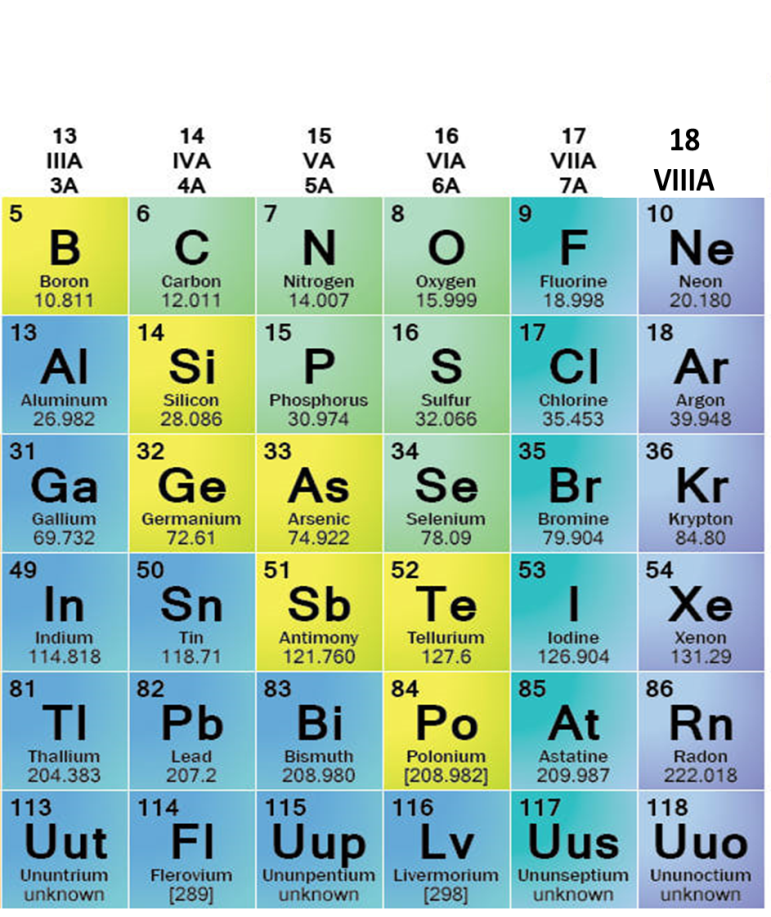 13 14 15 16 17 18
IIIA IVA VA VIA VIIA VIIIA
3A 4A 5A 6A 7A
5 6 7 8 9 10
B C N O F Ne
Boron Carbon Nitrogen Oxygen Fluorine Neon
10.811 12.011 14.007 15.999 18.998 20.180
13 14 15 16 17 18
Al Si P S Cl Ar
Aluminum Silicon Phosphorus Sulfur Chlorine Argon
26.982 28.086 30.974 32.066 35.453 39.948
31 32 33 34 35 36
Ga Ge As Se Br Kr
Gallium Germanium Arsenic Selenium Bromine Krypton
69.732 72.61 74.922 78.09 79.904 84.80
49 50 51 52 53 54
In Sn Sb Te I Xe
Indium Tin Antimony Tellurium Iodine Xenon
114.818 118.71 121.760 127.6 126.904 131.29
81 82 83 84 85 86
Tl Pb Bi Po At Rn
Thallium Lead Bismuth Polonium Astatine Radon
204.383 207.2 208.980 [208.982] 209.987 222.018
113 114 115 116 117 118
Uut Fl Uup Lv Uus Uuo
Ununtrium Flerovium Ununpentium Livermorium Ununseptium Ununoctium
unknown [289] unknown [298] unknown unknown